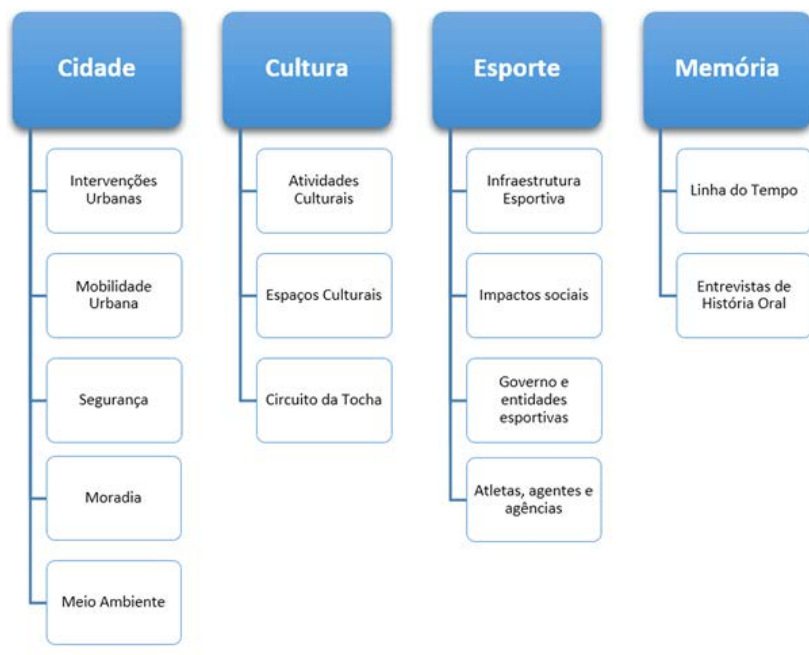 Cidade
Intervenções
Urbanas
Mobilidade
Urbana
Segurança
Moradia
Meio Ambiente
Cultura
Atividades
Culturais
Espaços Culturais
Circuito da Tocha
Esporte
Infraestrutura
Esportiva
Impactos sociais
Governo e
entidades
esportivas
Atletas, agentes e
agências
Memória
Linha do Tempo
Entrevistas de
História Oral